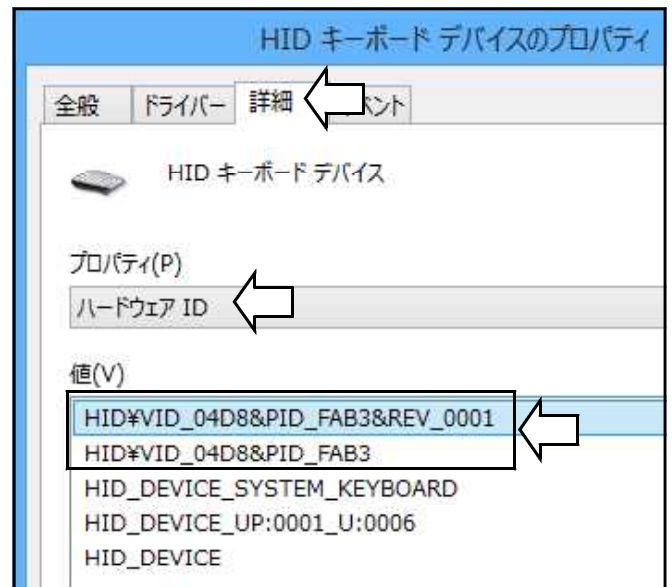 HID キーボード デバイスのプロパティ
全般 ドライバー 詳細 ベント
HID キーボード デバイス
プロパティ(P)
ハードウェア ID
値(V)
HID¥VID_04D8&PID_FAB3&REV_0001
HID¥VID_04D8&PID_FAB3
HID_DEVICE_SYSTEM_KEYBOARD
HID_DEVICE_UP:0001_U:0006
HID_DEVICE